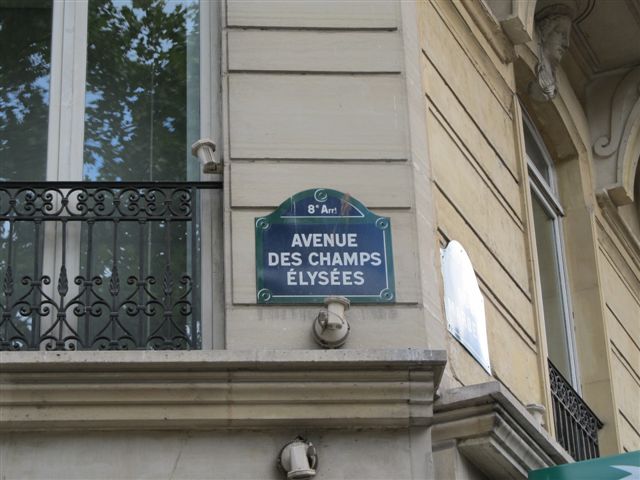 8e Arrt
AVENUE
DES CHAMPS
ÉLYSÉES